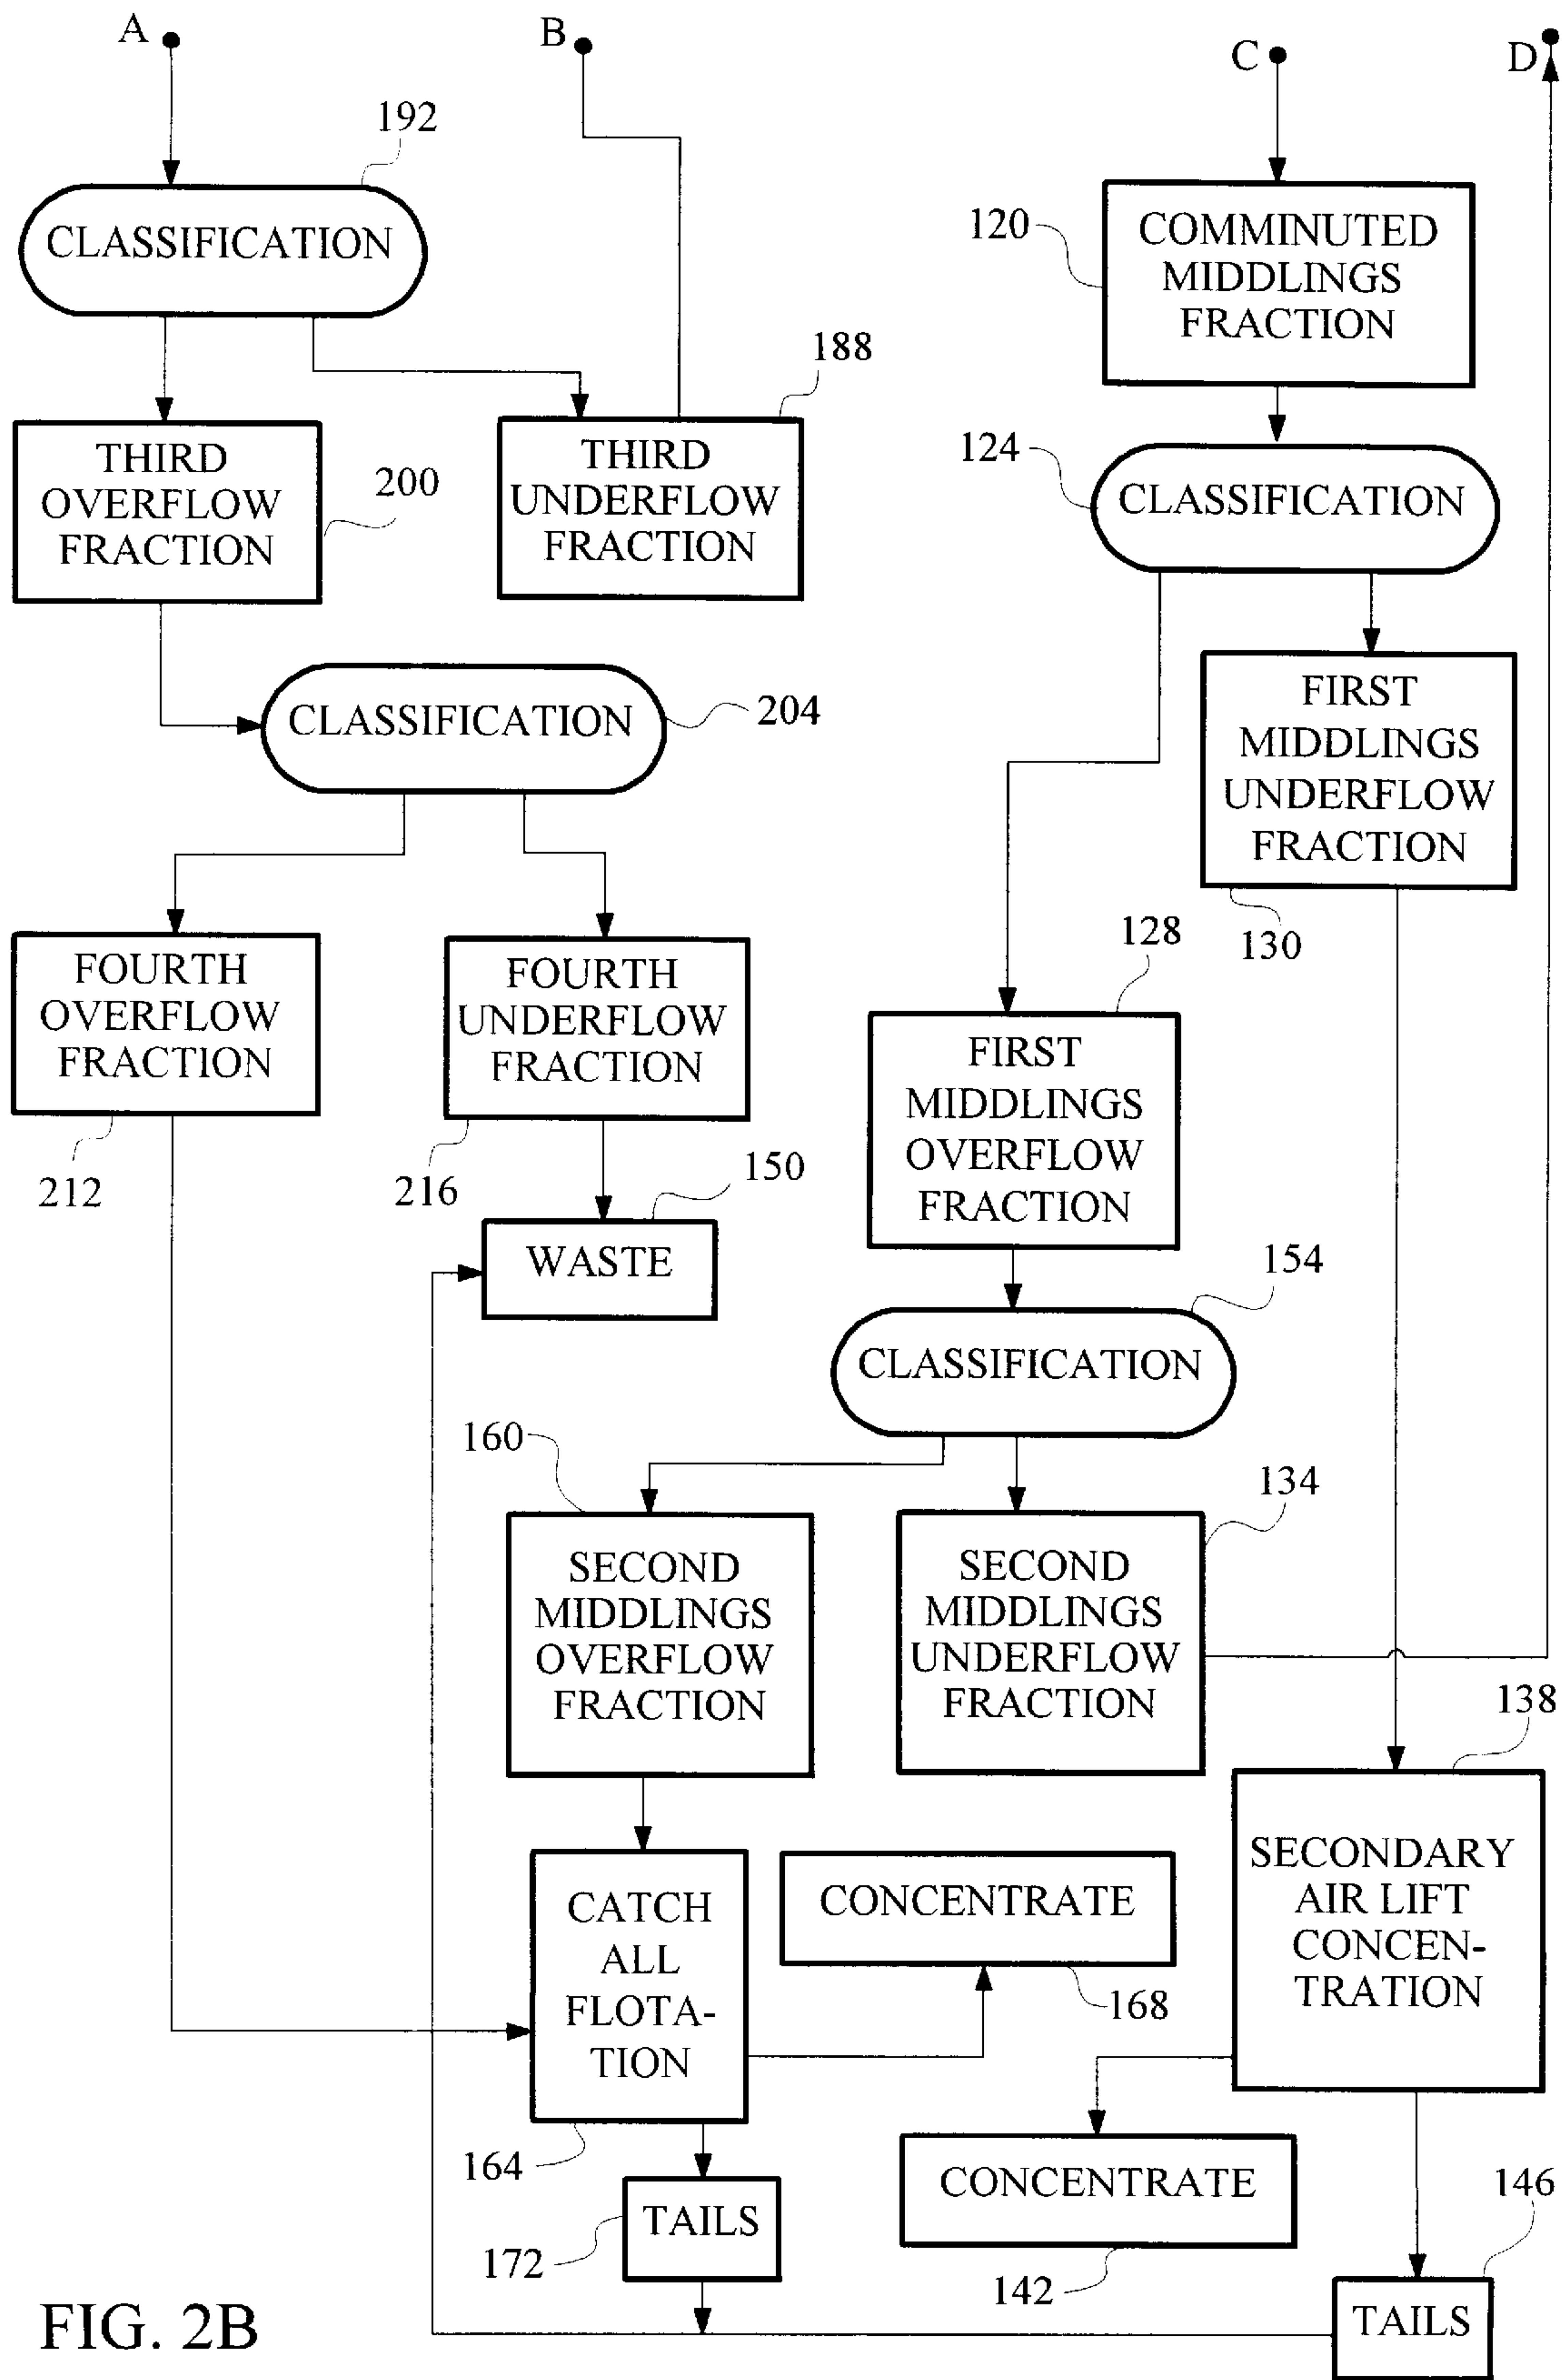 A
B
C
D
192
CLASSIFICATION
120
COMMINUTED
MIDDLINGS
FRACTION
188
THIRD
OVERFLOW
FRACTION
200
THIRD
UNDERFLOW
FRACTION
124
CLASSIFICATION
CLASSIFICATION
204
FIRST
MIDDLINGS
UNDERFLOW
FRACTION
130
128
FOURTH
OVERFLOW
FRACTION
212
FOURTH
UNDERFLOW
FRACTION
216
FIRST
MIDDLINGS
OVERFLOW
FRACTION
150
WASTE
154
CLASSIFICATION
160
134
SECOND
MIDDLINGS
OVERFLOW
FRACTION
SECOND
MIDDLINGS
UNDERFLOW
FRACTION
138
CATCH
ALL
FLOTA-
TION
164
CONCENTRATE
168
SECONDARY
AIR LIFT
CONCEN-
TRATION
CONCENTRATE
142
146
TAILS
172
TAILS
FIG. 2B